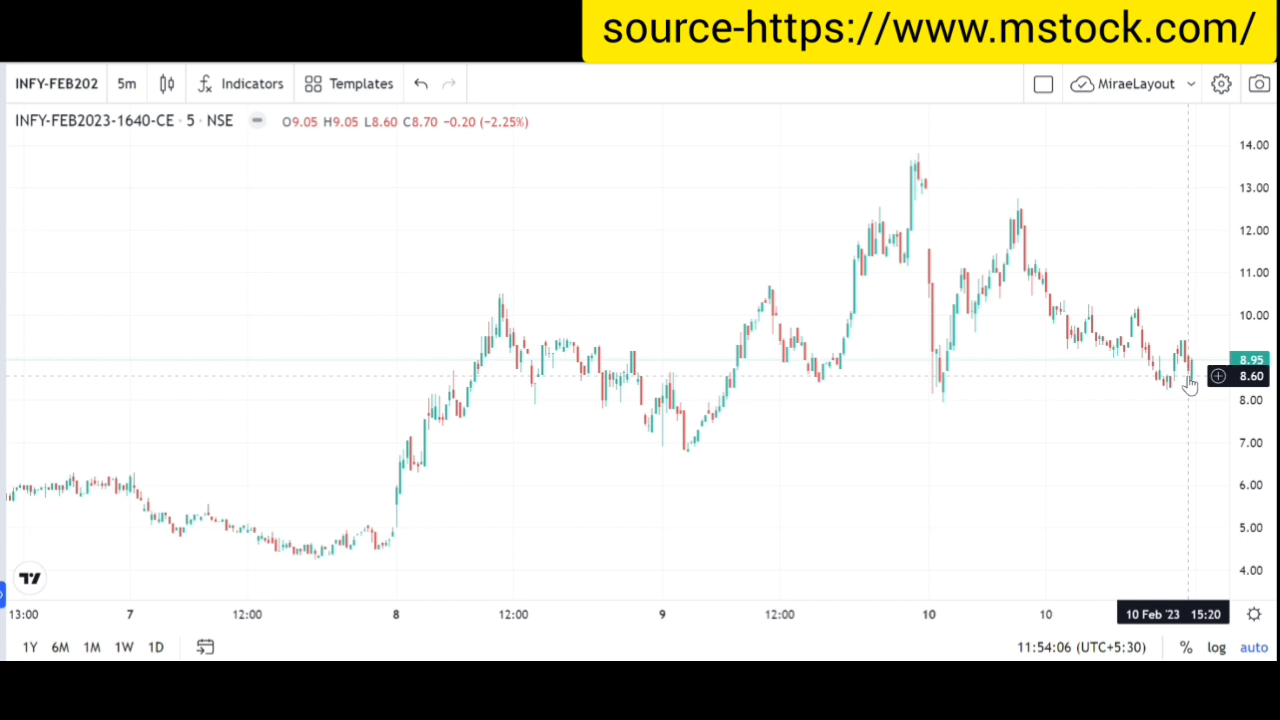 source-https://www.mstock.com/
INFY-FEB202 5m Indicators Templates MiraeLayout
INFY-FEB2023-1640-CE · 5 · NSE O9.05 H9.05 L8.60 C8.70 −0.20 (−2.25%)
14.00
13.00
12.00
11.00
10.00
8.95
8.60
8.00
7.00
6.00
5.00
4.00
13:00 7 12:00 8 12:00 9 12:00 10 10 10 Feb '23 15:20
1Y 6M 1M 1W 1D 11:54:06 (UTC+5:30) % log auto